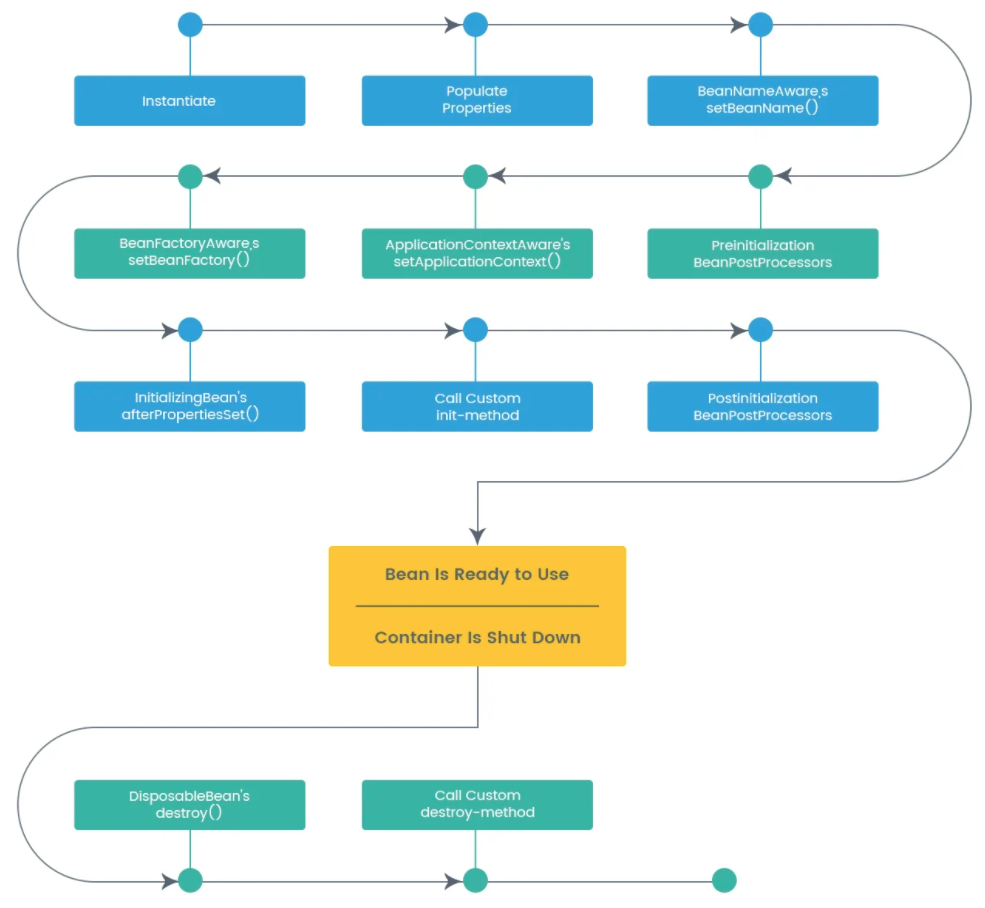 Instantiate
Populate
Properties
BeanNameAware,s
setBeanName()
BeanFactoryAware,s
setBeanFactory()
ApplicationContextAware's
setApplicationContext()
Preinitialization
BeanPostProcessors
InitializingBean's
afterPropertiesSet()
Call Custom
init-method
Postinitialization
BeanPostProcessors
Bean Is Ready to Use
Container Is Shut Down
DisposableBean's
destroy()
Call Custom
destroy-method